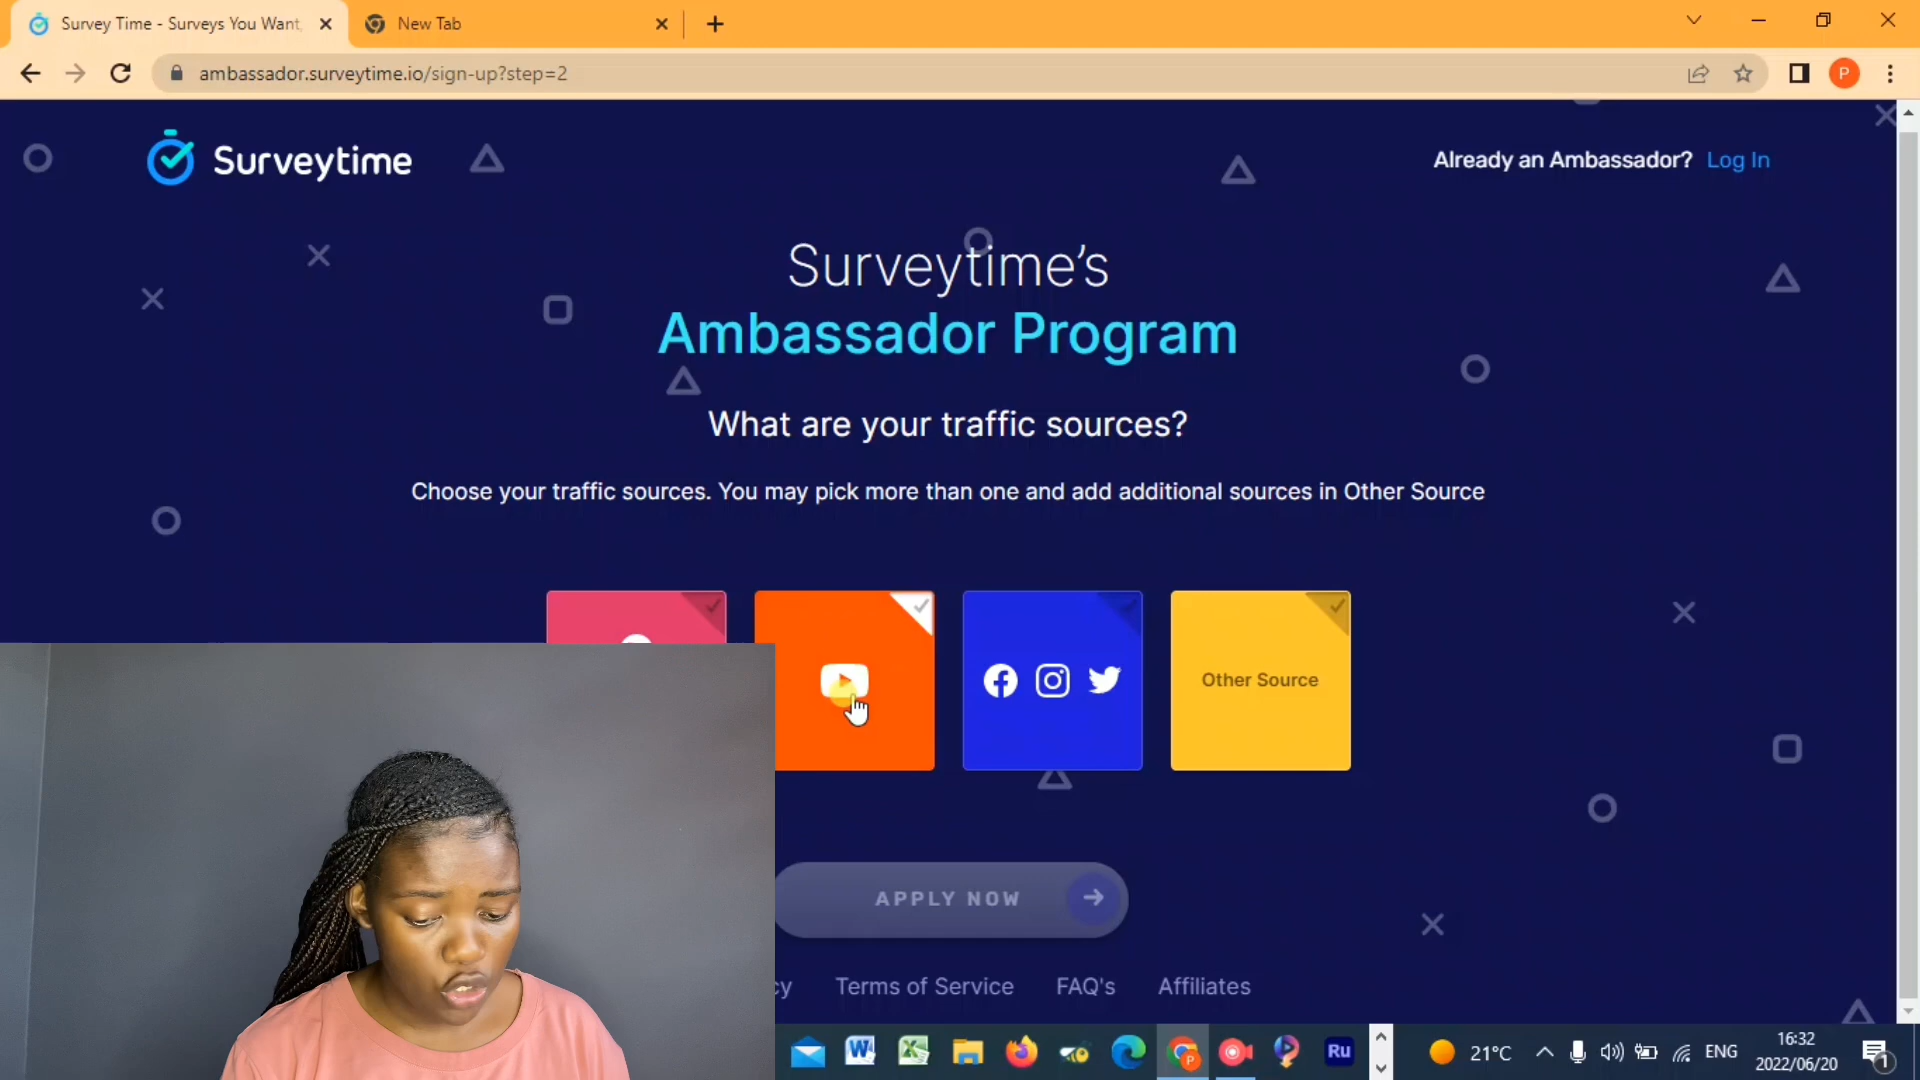 Survey Time - Surveys You Want,
New Tab
ambassador.surveytime.io/sign-up?step=2
P
Surveytime
Already an Ambassador? Log In
Surveytime's
Ambassador Program
What are your traffic sources?
Choose your traffic sources. You may pick more than one and add additional sources in Other Source
Other Source
APPLY NOW
cy Terms of Service FAQ's Affiliates
Ru
21°C
ENG
16:32
2022/06/20
1